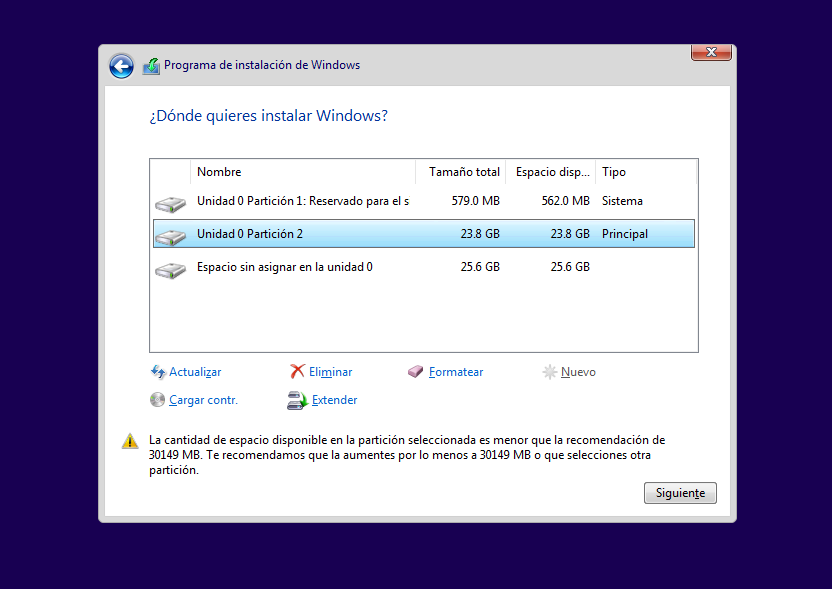 Programa de instalación de Windows
¿Dónde quieres instalar Windows?
Nombre Tamaño total Espacio disp... Tipo
Unidad 0 Partición 1: Reservado para el s 579.0 MB 562.0 MB Sistema
Unidad 0 Partición 2 23.8 GB 23.8 GB Principal
Espacio sin asignar en la unidad 0 25.6 GB 25.6 GB
Actualizar Eliminar Formatear Nuevo
Cargar contr. Extender
La cantidad de espacio disponible en la partición seleccionada es menor que la recomendación de
30149 MB. Te recomendamos que la aumentes por lo menos a 30149 MB o que selecciones otra
partición.
Siguiente